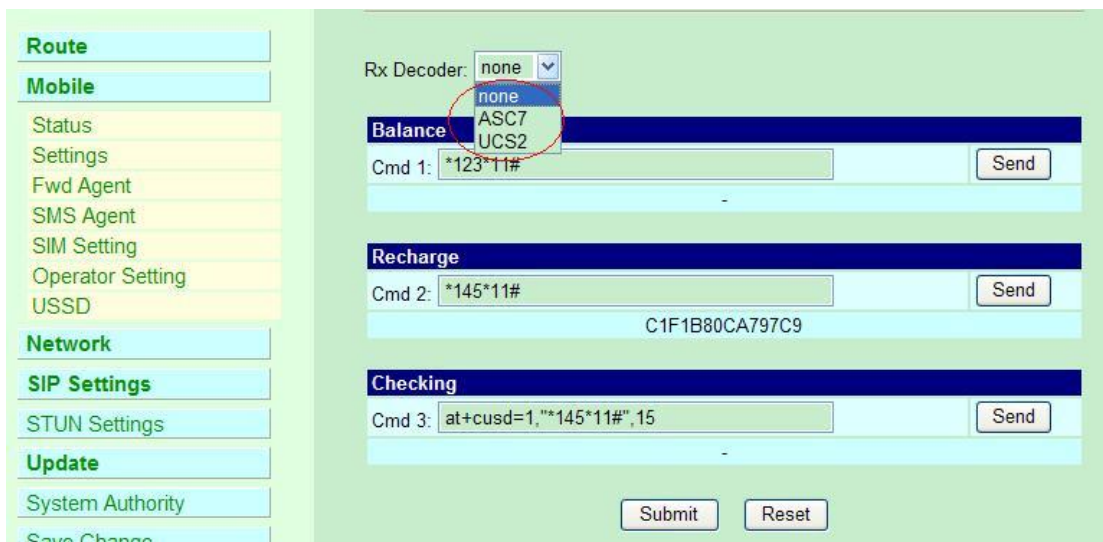 Route
Mobile
Status
Settings
Fwd Agent
SMS Agent
SIM Setting
Operator Setting
USSD
Network
SIP Settings
STUN Settings
Update
System Authority
Save Change
Rx Decoder: none
none
ASC7
UCS2
Balance
Cmd 1: *123*11# Send
-
Recharge
Cmd 2: *145*11# Send
C1F1B80CA797C9
Checking
Cmd 3: at+cusd=1,"*145*11#",15 Send
-
Submit Reset